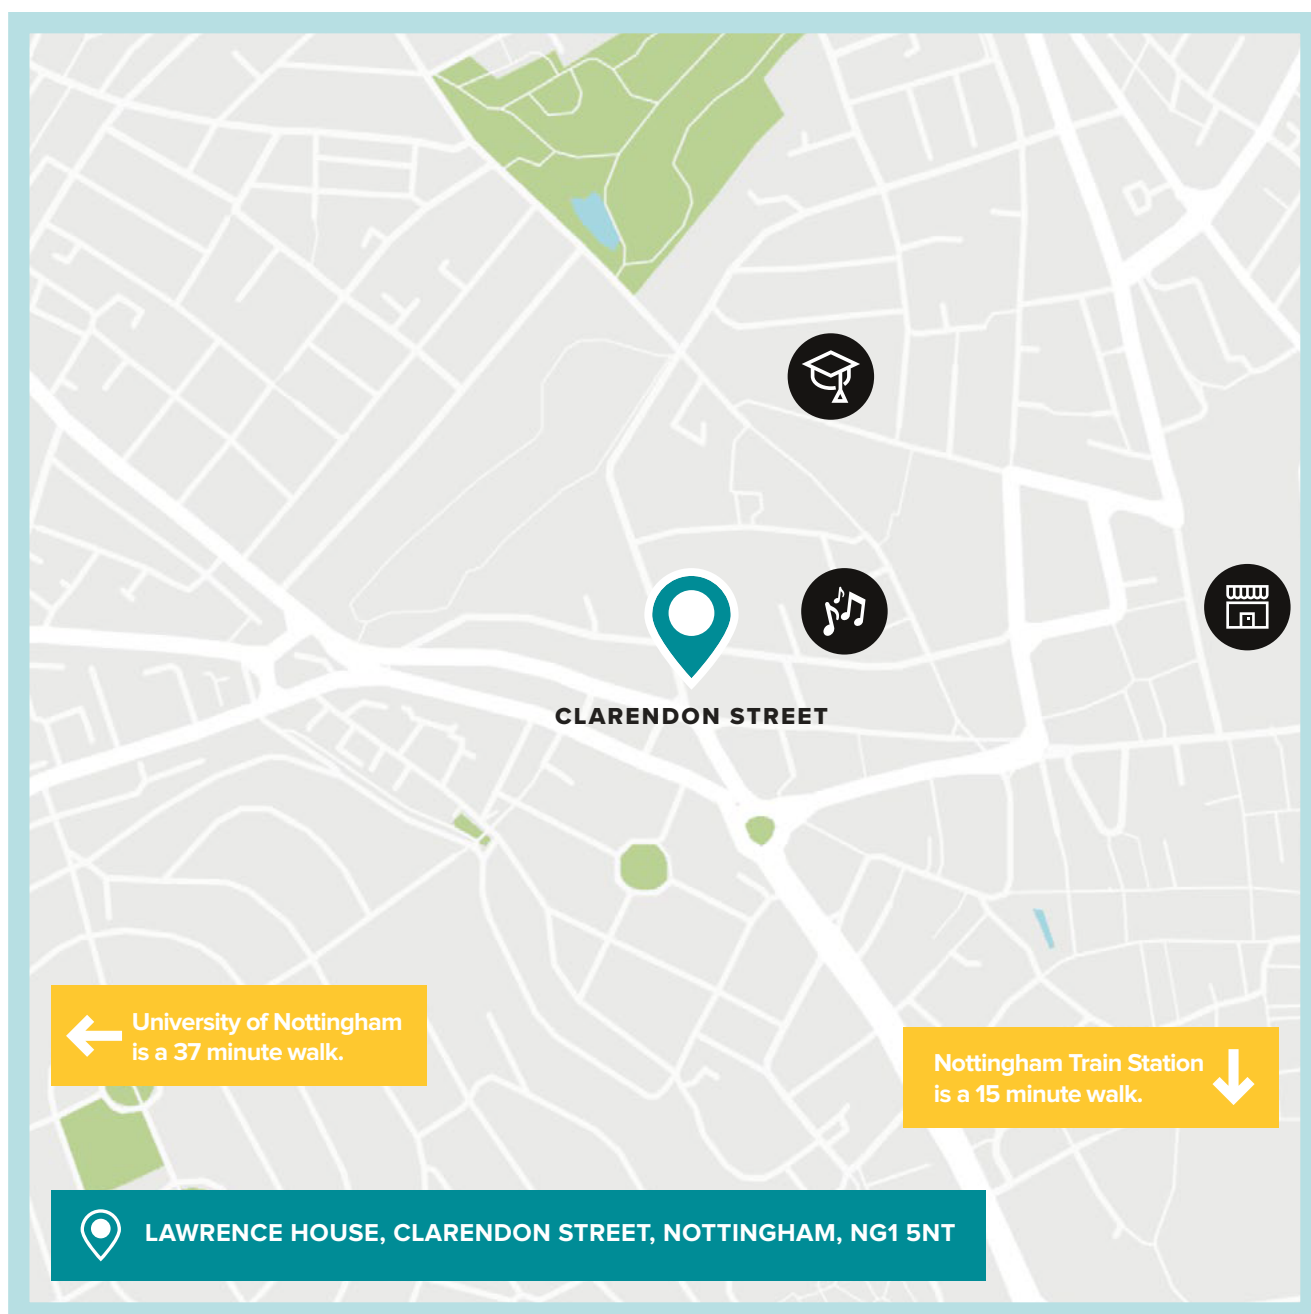 CLARENDON STREET
University of Nottingham
is a 37 minute walk.
Nottingham Train Station
is a 15 minute walk.
LAWRENCE HOUSE, CLARENDON STREET, NOTTINGHAM, NG1 5NT